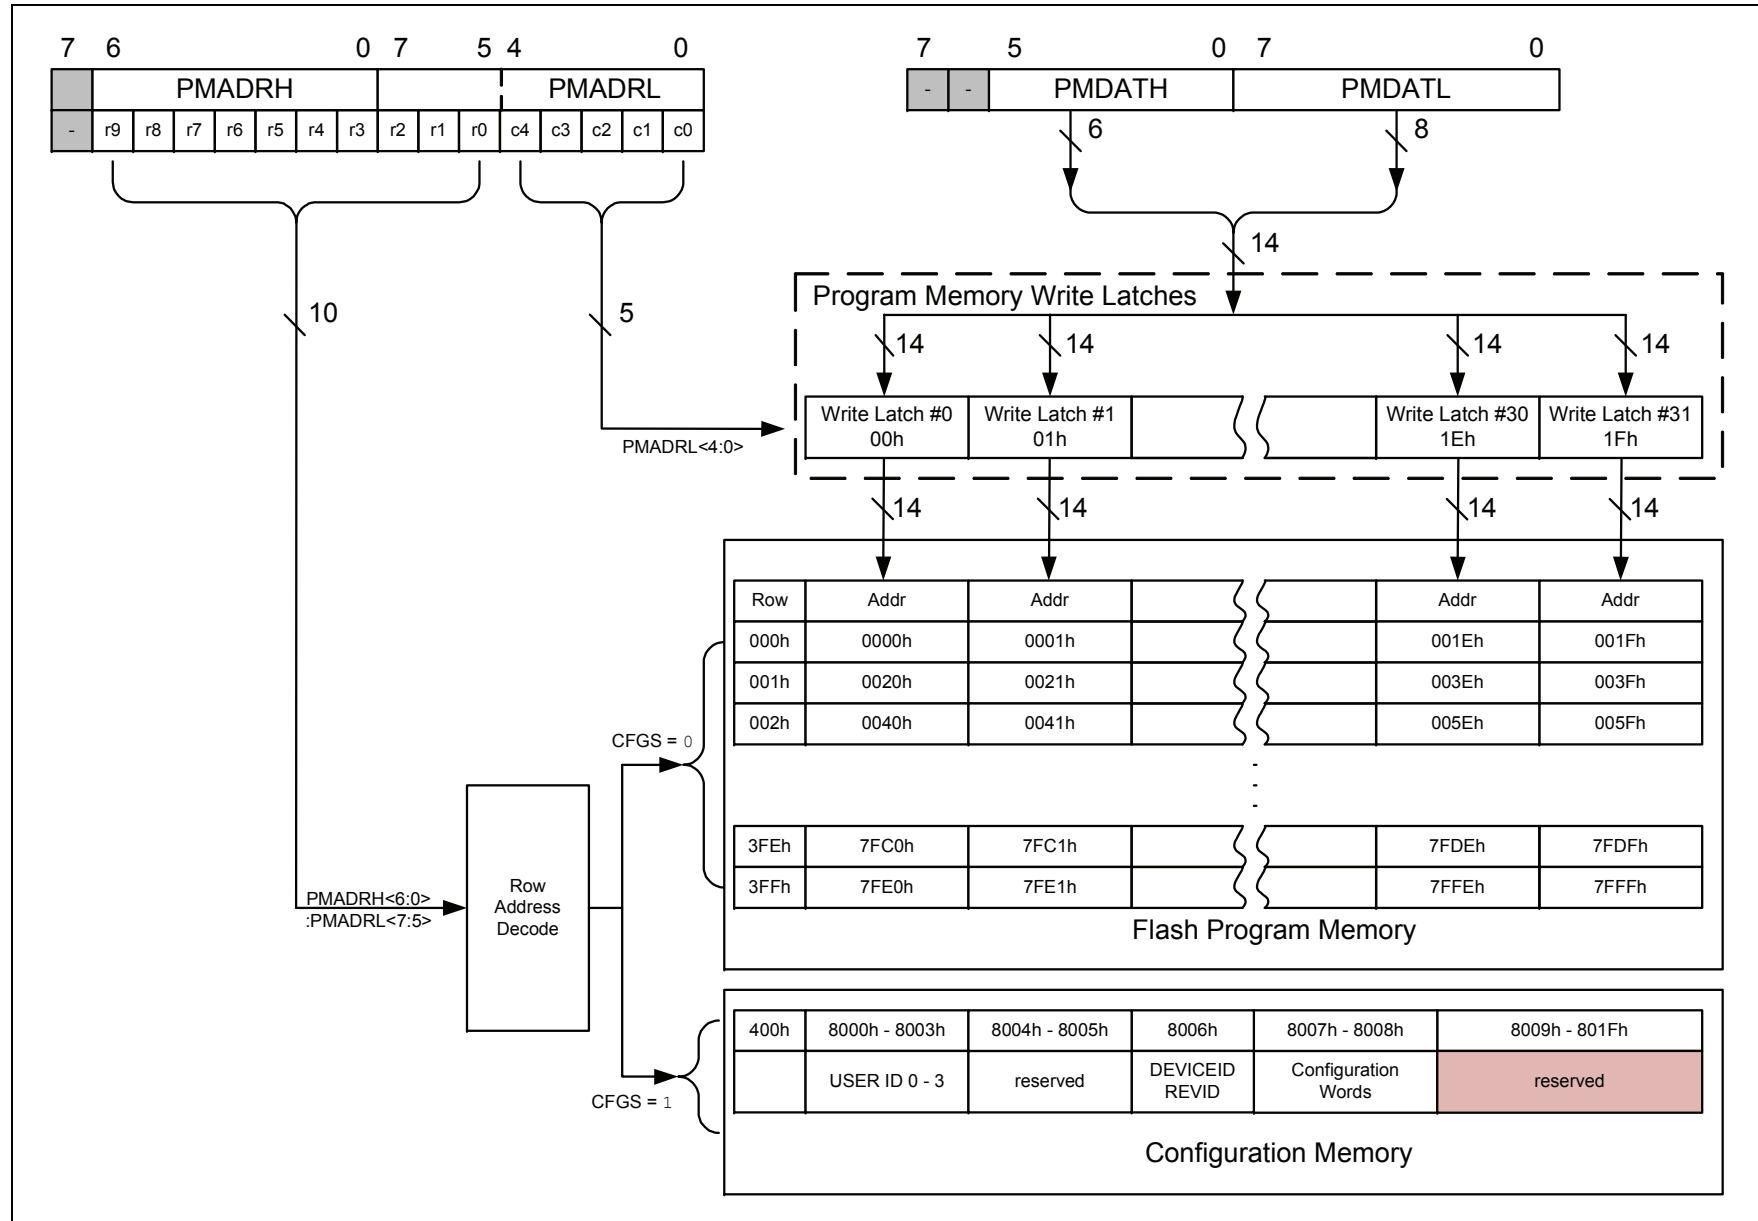 7 6 0 7 5 4 0
7 5 0 7 0
PMADRH PMADRL
- - PMDATH PMDATL
- r9 r8 r7 r6 r5 r4 r3 r2 r1 r0 c4 c3 c2 c1 c0
6 8
14
10 5
Program Memory Write Latches
14 14 14 14
Write Latch #0 Write Latch #1 Write Latch #30 Write Latch #31
00h 01h 1Eh 1Fh
PMADRL<4:0>
14 14 14 14
Row Addr Addr Addr Addr
000h 0000h 0001h 001Eh 001Fh
001h 0020h 0021h 003Eh 003Fh
002h 0040h 0041h 005Eh 005Fh
CFGS = 0
3FEh 7FC0h 7FC1h 7FDEh 7FDFh
3FFh 7FE0h 7FE1h 7FFEh 7FFFh
PMADRH<6:0>
:PMADRL<7:5>
Row
Address
Decode
Flash Program Memory
400h 8000h - 8003h 8004h - 8005h 8006h 8007h - 8008h 8009h - 801Fh
USER ID 0 - 3 reserved DEVICEID Configuration reserved
REVID Words
CFGS = 1
Configuration Memory